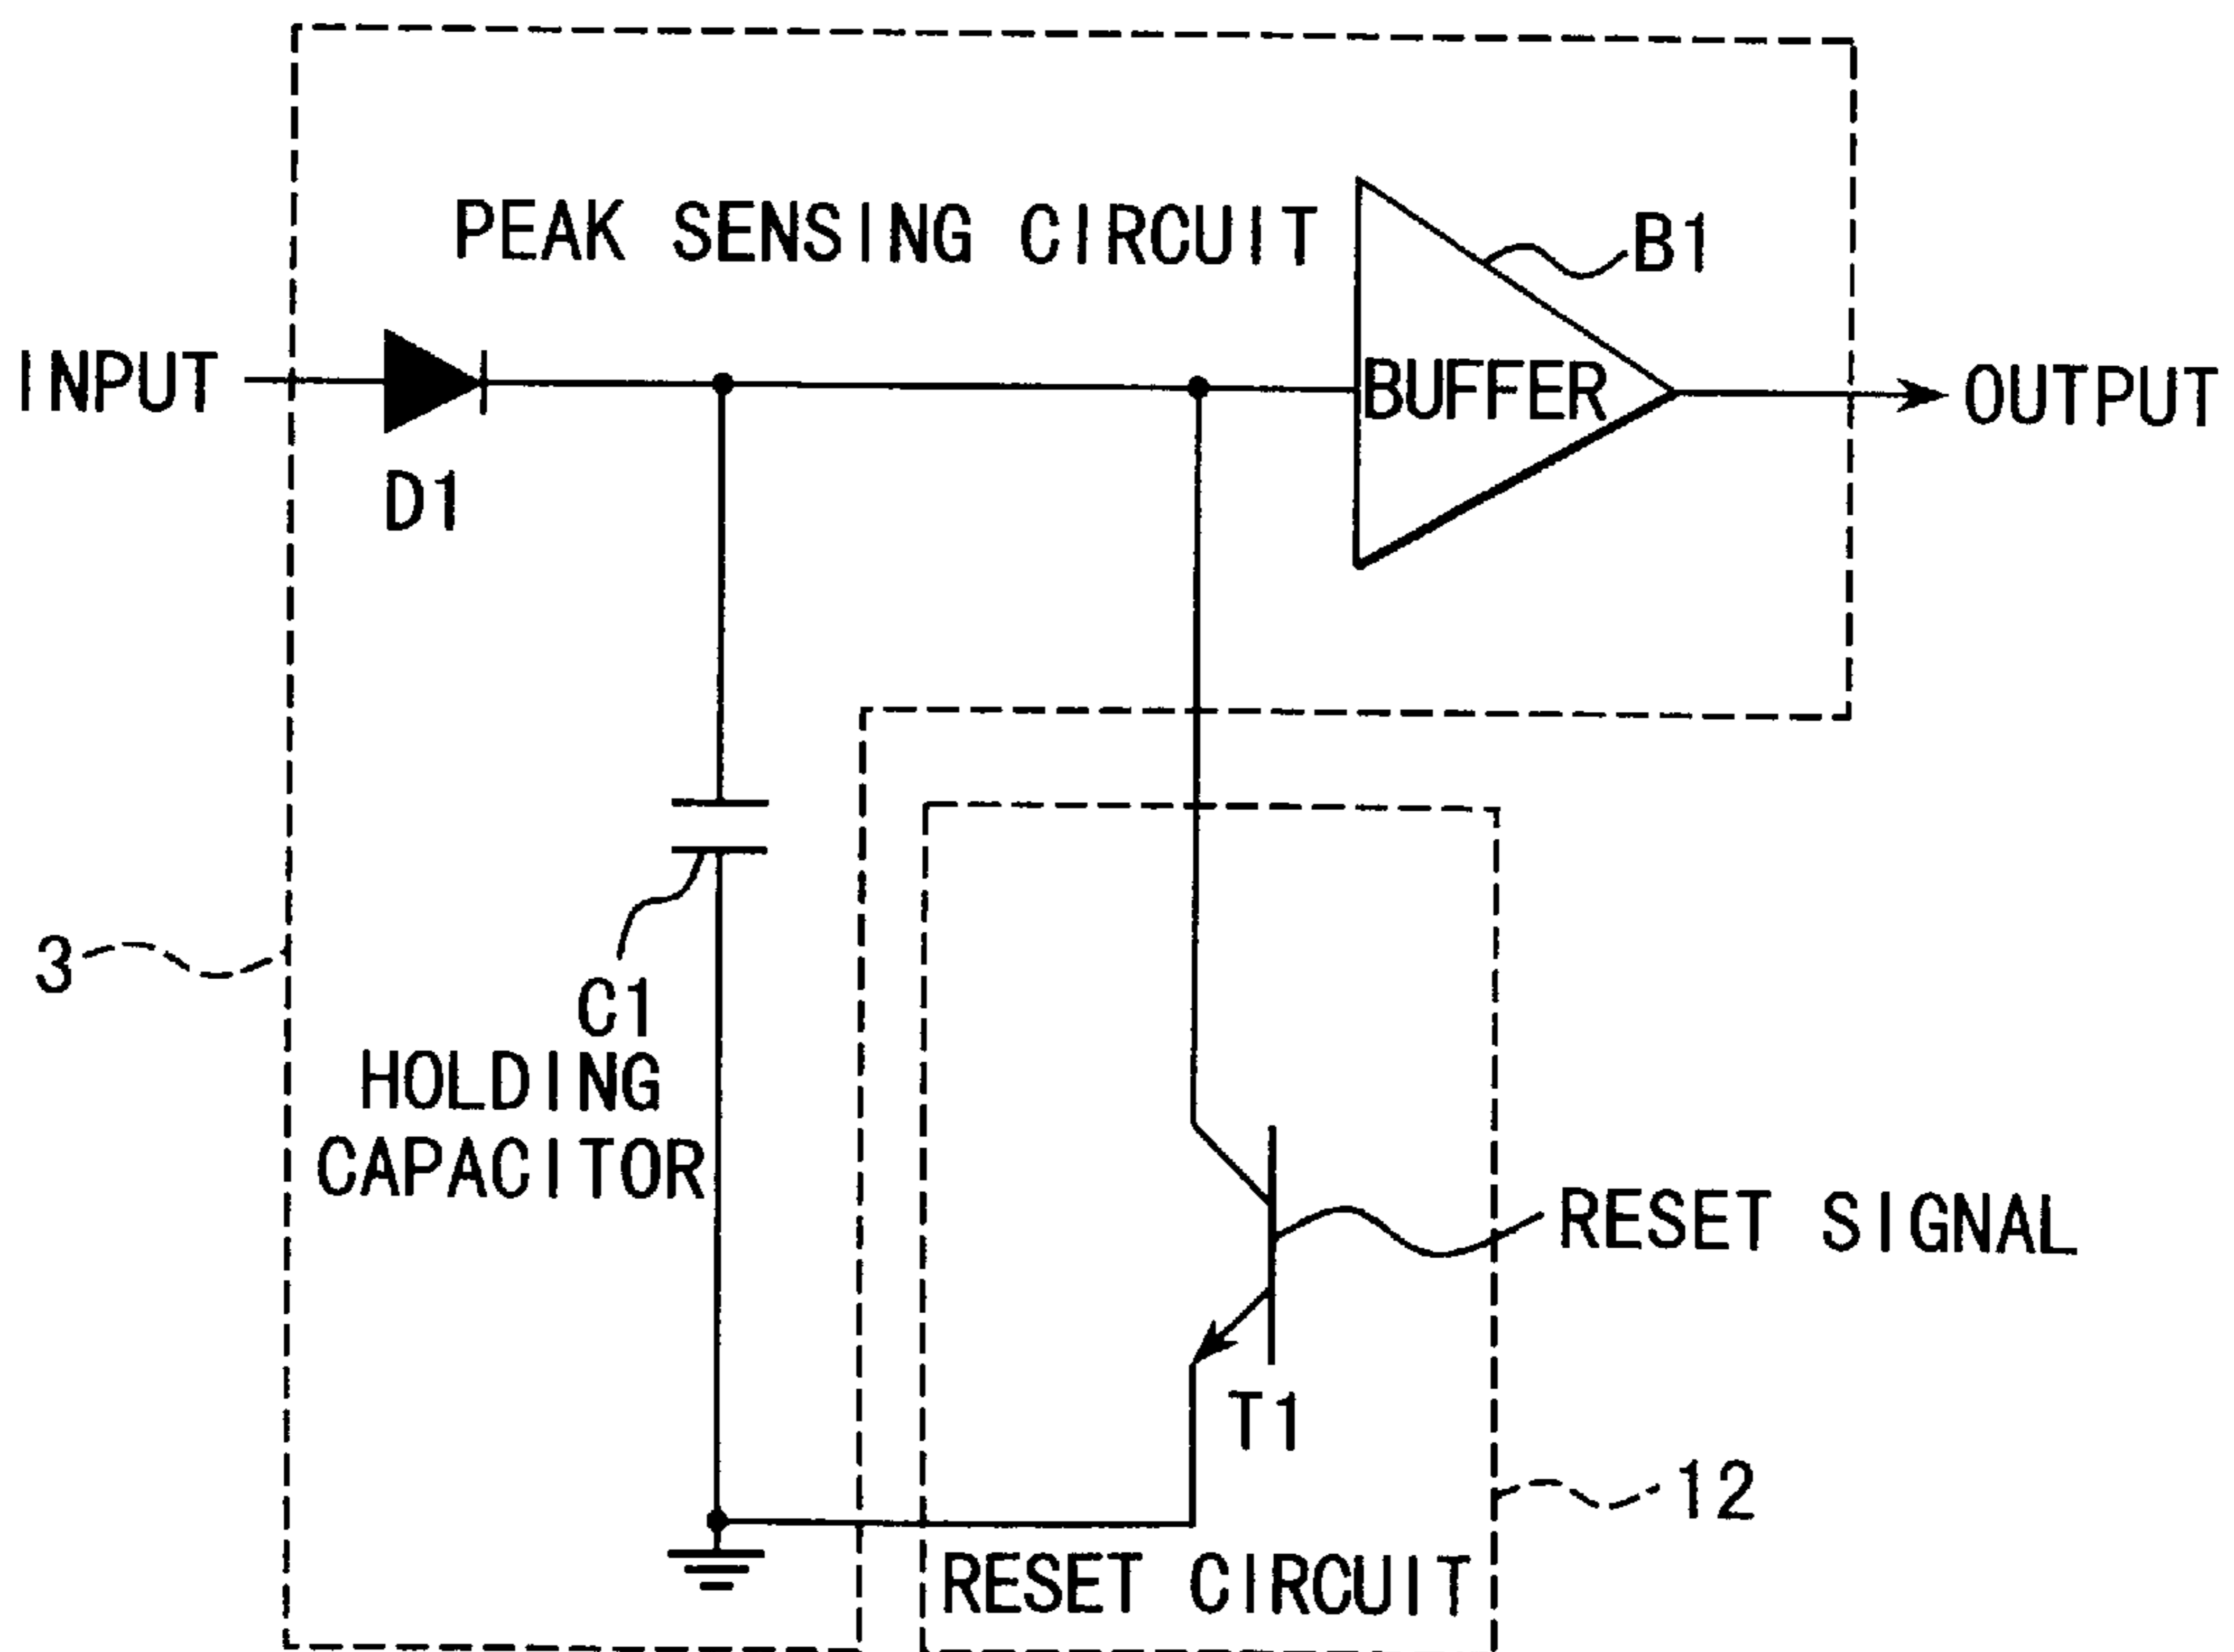 PEAK SENSING CIRCUIT
B1
INPUT
BUFFER
OUTPUT
D1
3
C1
HOLDING
CAPACITOR
RESET SIGNAL
T1
12
RESET CIRCUIT